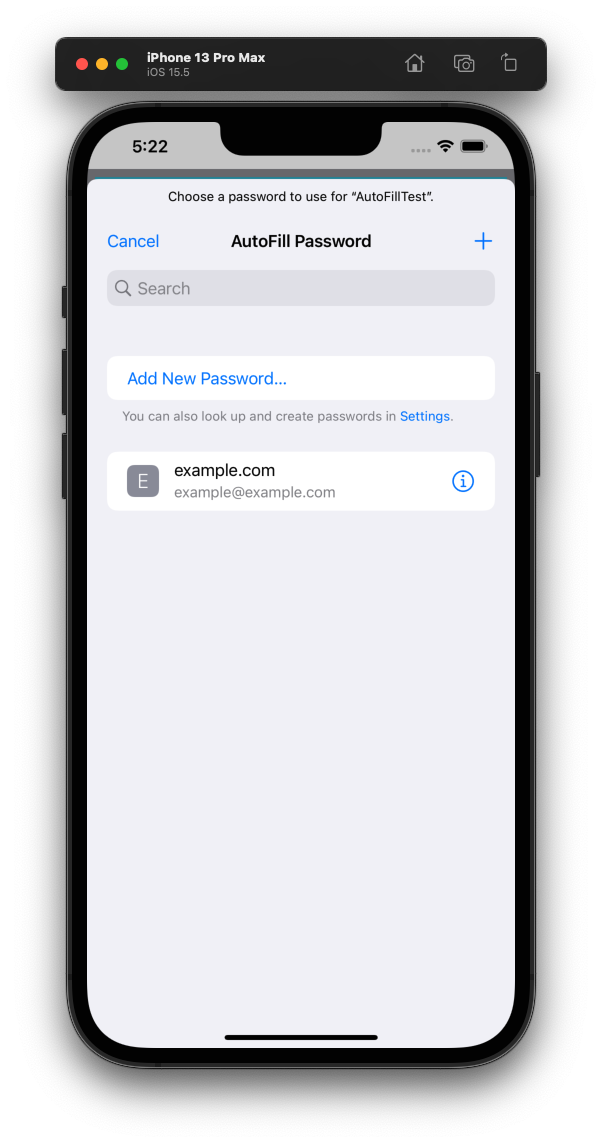 iPhone 13 Pro Max
iOS 15.5
5:22
Choose a password to use for “AutoFillTest”.
Cancel AutoFill Password +
Search
Add New Password...
You can also look up and create passwords in Settings.
E
example.com
example@example.com